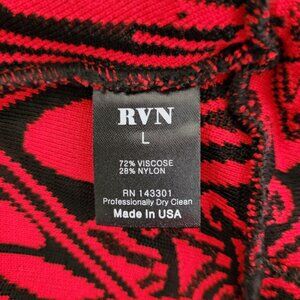 RVN
L
72% VISCOSE
28% NYLON
RN 143301
Professionally Dry Clean
Made In USA